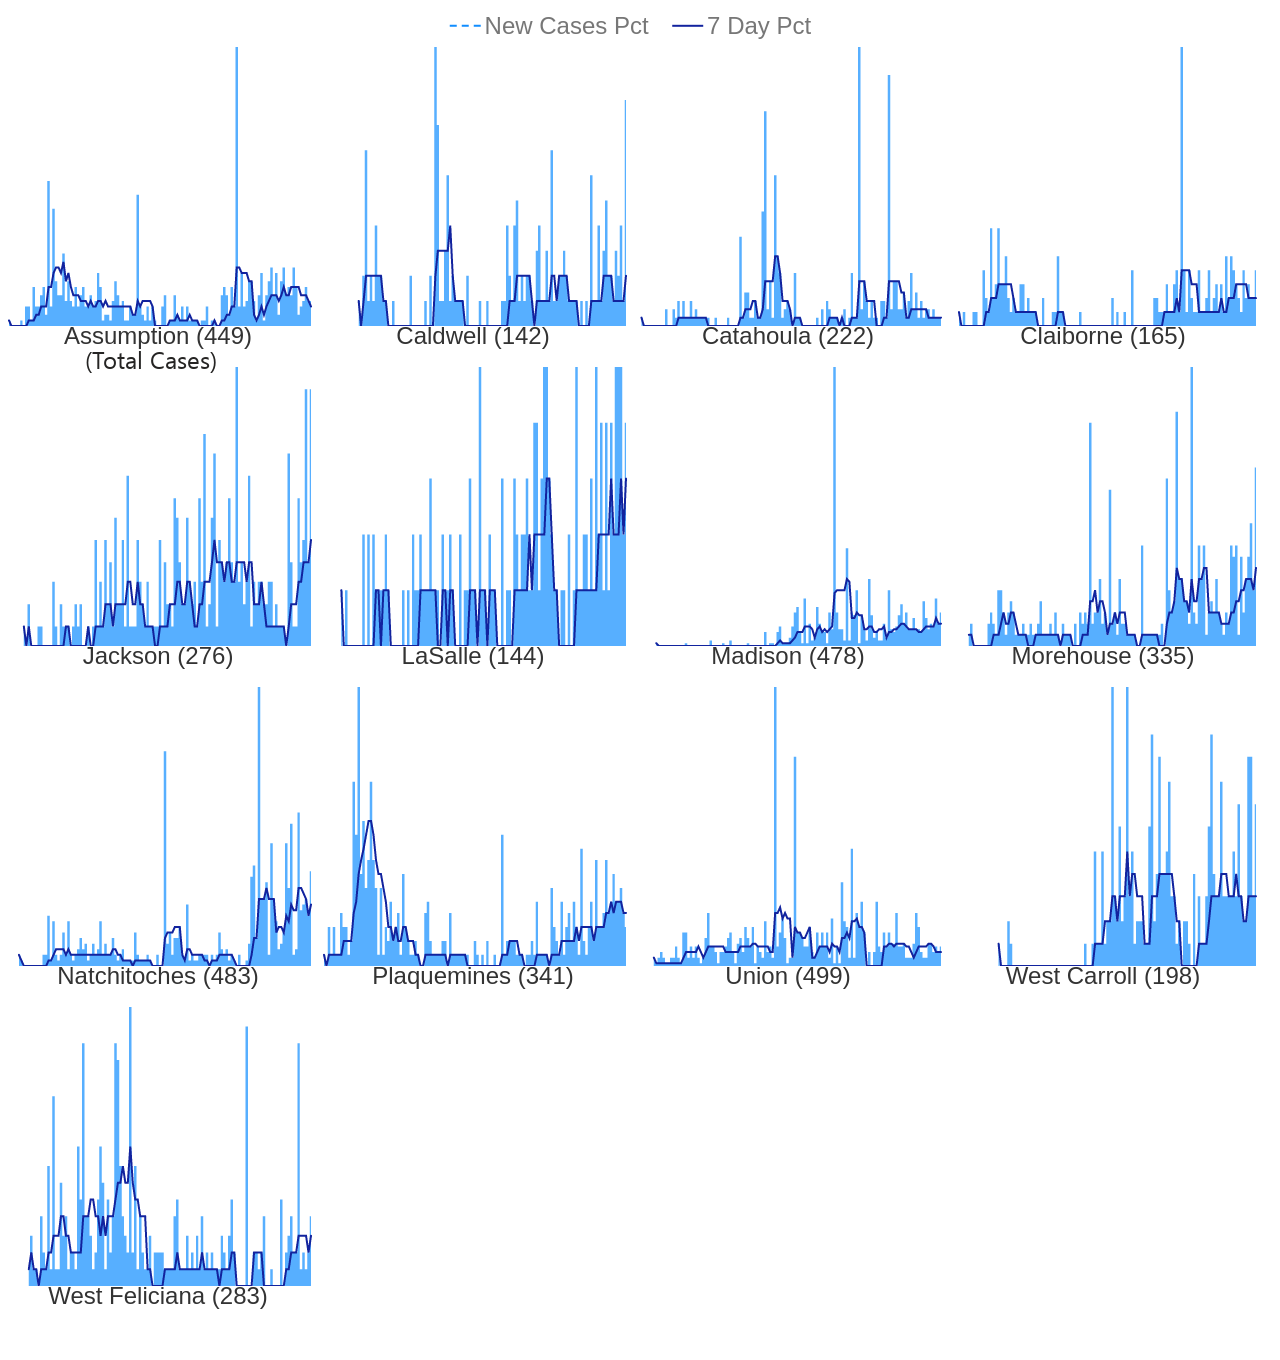 New Cases Pct 7 Day Pct
Assumption (449) Caldwell (142) Catahoula (222) Claiborne (165)
(Total Cases)
Jackson (276) LaSalle (144) Madison (478) Morehouse (335)
Natchitoches (483) Plaquemines (341) Union (499) West Carroll (198)
West Feliciana (283)